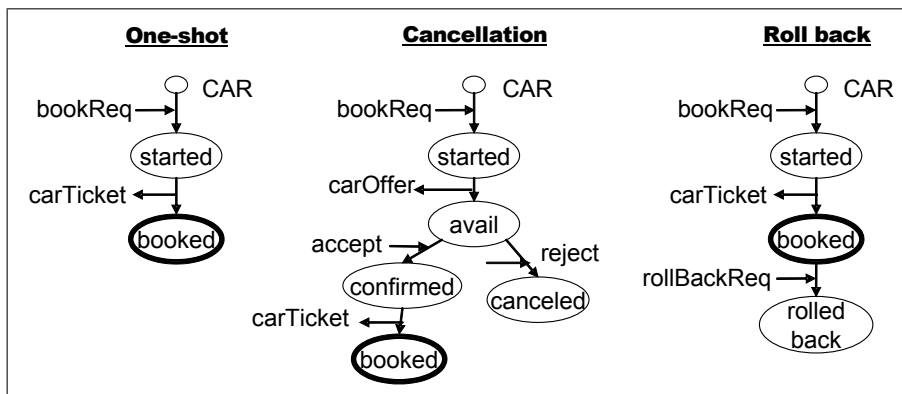 One-shot
CAR
bookReq
started
carTicket
booked
Cancellation
CAR
bookReq
started
carOffer
avail
accept
reject
confirmed
canceled
carTicket
booked
Roll back
CAR
bookReq
started
carTicket
booked
rollBackReq
rolled
back